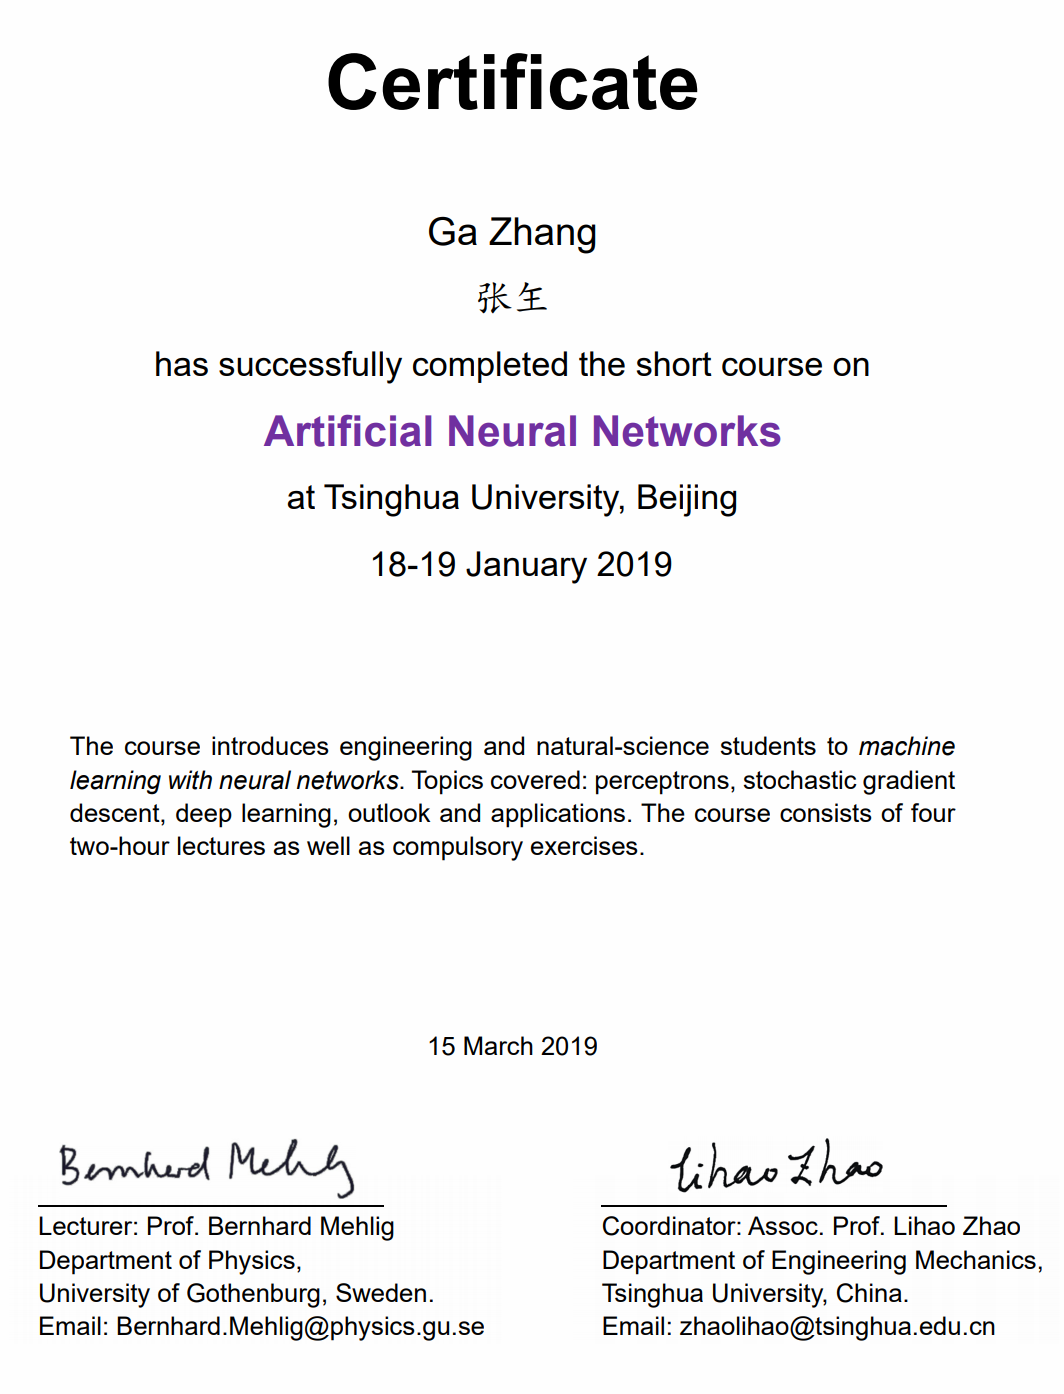 Certificate
Ga Zhang
张玍
has successfully completed the short course on
Artificial Neural Networks
at Tsinghua University, Beijing
18-19 January 2019
The course introduces engineering and natural-science students to machine
learning with neural networks. Topics covered: perceptrons, stochastic gradient
descent, deep learning, outlook and applications. The course consists of four
two-hour lectures as well as compulsory exercises.
15 March 2019
Bernhard Mehlig
Lecturer: Prof. Bernhard Mehlig
Department of Physics,
University of Gothenburg, Sweden.
Email: Bernhard.Mehlig@physics.gu.se
Lihao Zhao
Coordinator: Assoc. Prof. Lihao Zhao
Department of Engineering Mechanics,
Tsinghua University, China.
Email: zhaolihao@tsinghua.edu.cn